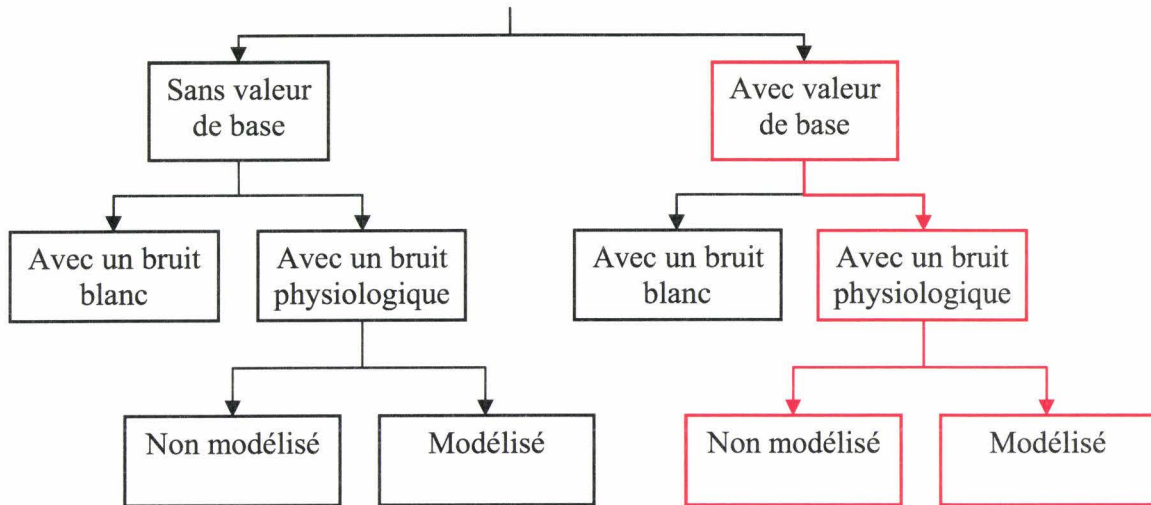 Sans valeur
de base
Avec valeur
de base
Avec un bruit
blanc
Avec un bruit
physiologique
Avec un bruit
blanc
Avec un bruit
physiologique
Non modélisé
Modélisé
Non modélisé
Modélisé